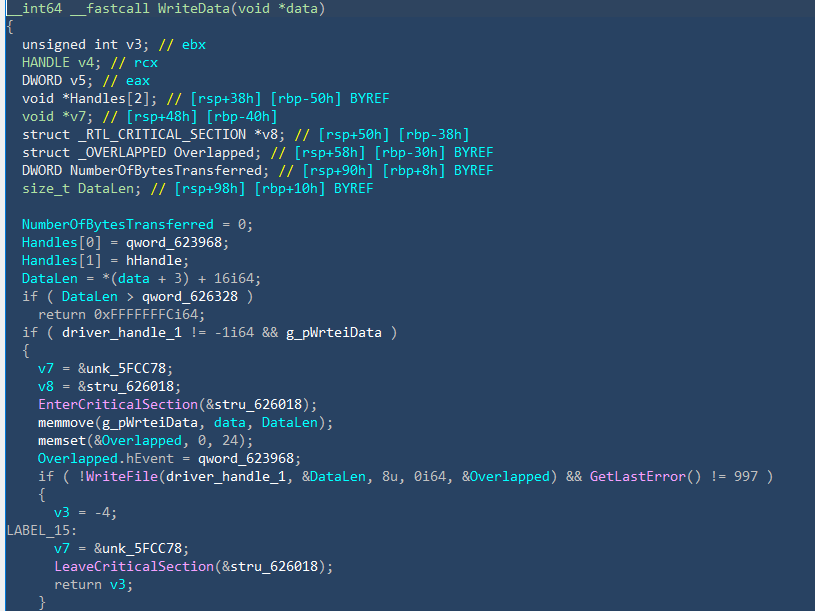 __int64 __fastcall WriteData(void *data)
{
  unsigned int v3; // ebx
  HANDLE v4; // rcx
  DWORD v5; // eax
  void *Handles[2]; // [rsp+38h] [rbp-50h] BYREF
  void *v7; // [rsp+48h] [rbp-40h]
  struct _RTL_CRITICAL_SECTION *v8; // [rsp+50h] [rbp-38h]
  struct _OVERLAPPED Overlapped; // [rsp+58h] [rbp-30h] BYREF
  DWORD NumberOfBytesTransferred; // [rsp+90h] [rbp+8h] BYREF
  size_t DataLen; // [rsp+98h] [rbp+10h] BYREF

  NumberOfBytesTransferred = 0;
  Handles[0] = qword_623968;
  Handles[1] = hHandle;
  DataLen = *(data + 3) + 16i64;
  if ( DataLen > qword_626328 )
    return 0xFFFFFFFCi64;
  if ( driver_handle_1 != -1i64 && g_pWrteiData )
  {
    v7 = &unk_5FCC78;
    v8 = &stru_626018;
    EnterCriticalSection(&stru_626018);
    memmove(g_pWrteiData, data, DataLen);
    memset(&Overlapped, 0, 24);
    Overlapped.hEvent = qword_623968;
    if ( !WriteFile(driver_handle_1, &DataLen, 8u, 0i64, &Overlapped) && GetLastError() != 997 )
    {
      v3 = -4;
LABEL_15:
      v7 = &unk_5FCC78;
      LeaveCriticalSection(&stru_626018);
      return v3;
    }